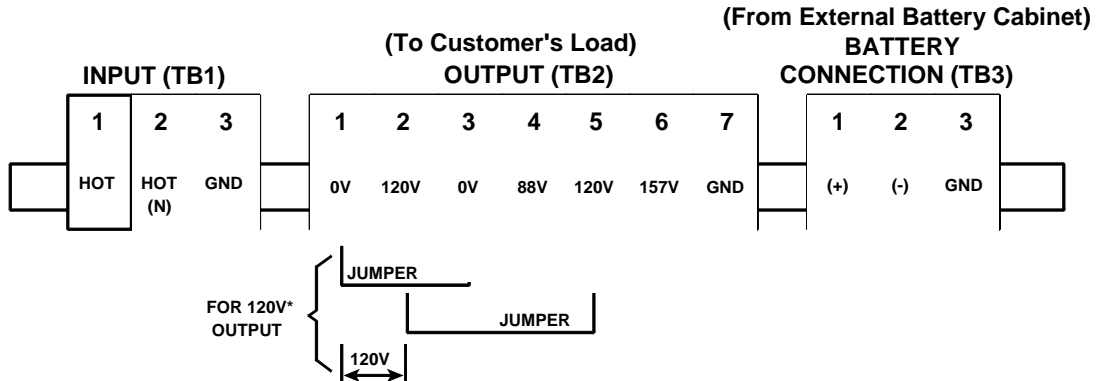 (From External Battery Cabinet)
(To Customer's Load)
BATTERY
INPUT (TB1)
OUTPUT (TB2)
CONNECTION (TB3)
1 2 3
1 2 3 4 5 6 7
1 2 3
HOT HOT GND
(N)
0V 120V 0V 88V 120V 157V GND
(+) (-) GND
JUMPER
FOR 120V*
OUTPUT
JUMPER
120V